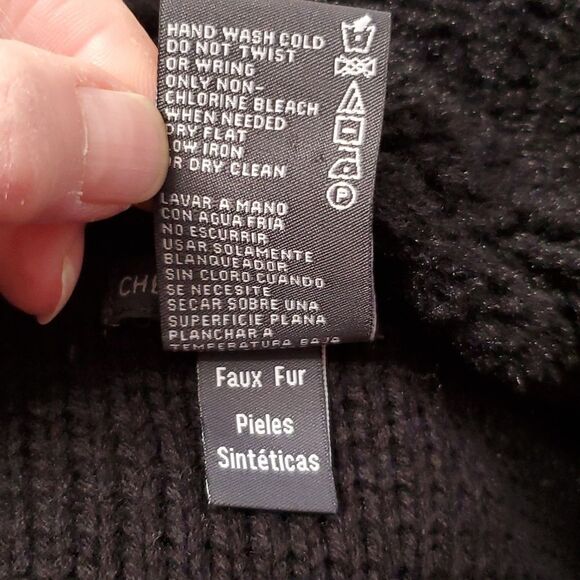 HAND WASH COLD
DO NOT TWIST
OR WRING
ONLY NON-
CHLORINE BLEACH
WHEN NEEDED
DRY FLAT
LOW IRON
OR DRY CLEAN
P
LAVAR A MANO
CON AGUA FRIA
NO ESCURRIR
USAR SOLAMENTE
BLANQUEADOR
SIN CLORO CUANDO
SE NECESITE
SECAR SOBRE UNA
SUPERFICIE PLANA
PLANCHAR A
TEMPERATURA BAJA
Faux Fur
Pieles
Sintéticas